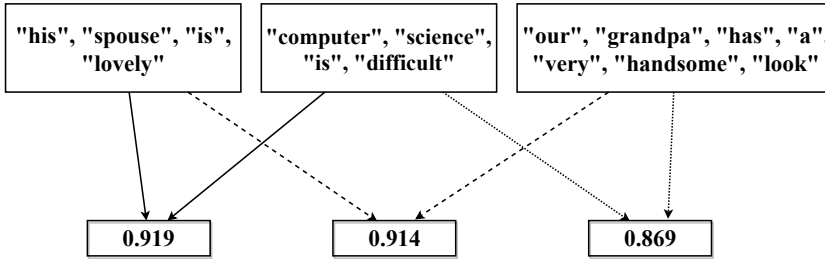 "his", "spouse", "is",
"lovely"
"computer", "science",
"is", "difficult"
"our", "grandpa", "has", "a",
"very", "handsome", "look"
0.919
0.914
0.869